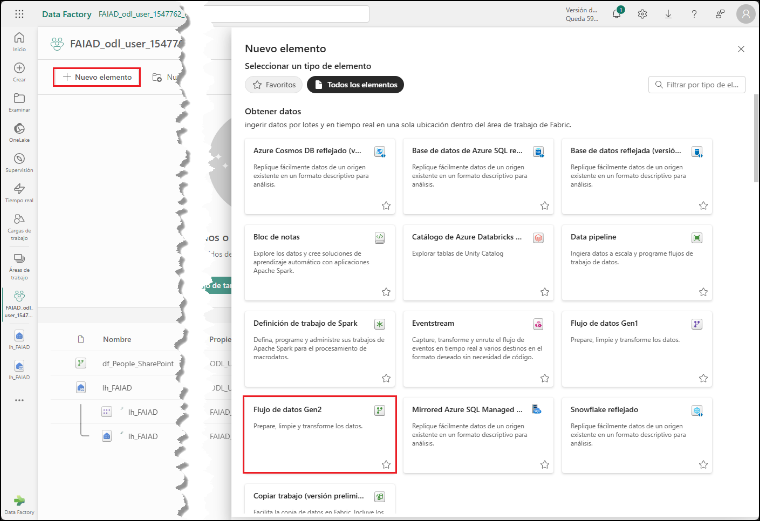 Data Factory
FAIAD_odl_user_1547762_
Versión d...
Queda 59...
1
Inicio
Crear
Examinar
OneLake
Supervisión
Tiempo real
Cargas de
trabajo
Áreas de
trabajo
FAIAD_odl_
user_1547...
lh_FAIAD
lh_FAIAD
Data Factory
FAIAD_odl_user_1547
Nuevo elemento
Nombre
Propie
df_People_SharePoint
ODL_U
lh_FAIAD
lh_FAIAD
FAIAD_
lh_FAIAD
FAIAD_
Nuevo elemento
Seleccionar un tipo de elemento
Favoritos
Todos los elementos
Filtrar por tipo de el...
Obtener datos
ingerir datos por lotes y en tiempo real en una sola ubicación dentro del área de trabajo de Fabric.
Azure Cosmos DB reflejado (v...
Replique fácilmente datos de un origen
existente en un formato descriptivo para
análisis.
Base de datos de Azure SQL re...
Replique fácilmente datos de un origen
existente en un formato descriptivo para
análisis.
Base de datos reflejada (versió...
Replique fácilmente datos de un origen
existente en un formato descriptivo para
análisis.
Bloc de notas
Explore los datos y cree soluciones de
aprendizaje automático con aplicaciones
Apache Spark.
Catálogo de Azure Databricks ...
Explorar tablas de Unity Catalog
Data pipeline
Ingiera datos a escala y programe flujos de
trabajo de datos.
Definición de trabajo de Spark
Defina, programe y administre sus trabajos de
Apache Spark para el procesamiento de
macrodatos.
Eventstream
Capture, transforme y enrute el flujo de
eventos en tiempo real a varios destinos en el
formato deseado sin necesidad de código.
Flujo de datos Gen1
Prepare, limpie y transforme los datos.
Flujo de datos Gen2
Prepare, limpie y transforme los datos.
Mirrored Azure SQL Managed ...
Replique fácilmente datos de un origen
existente en un formato descriptivo para
análisis.
Snowflake reflejado
Replique fácilmente datos de un origen
existente en un formato descriptivo para
análisis.
Copiar trabajo (versión prelimi...
Facilita la copia de datos en Fabric. Incluye los